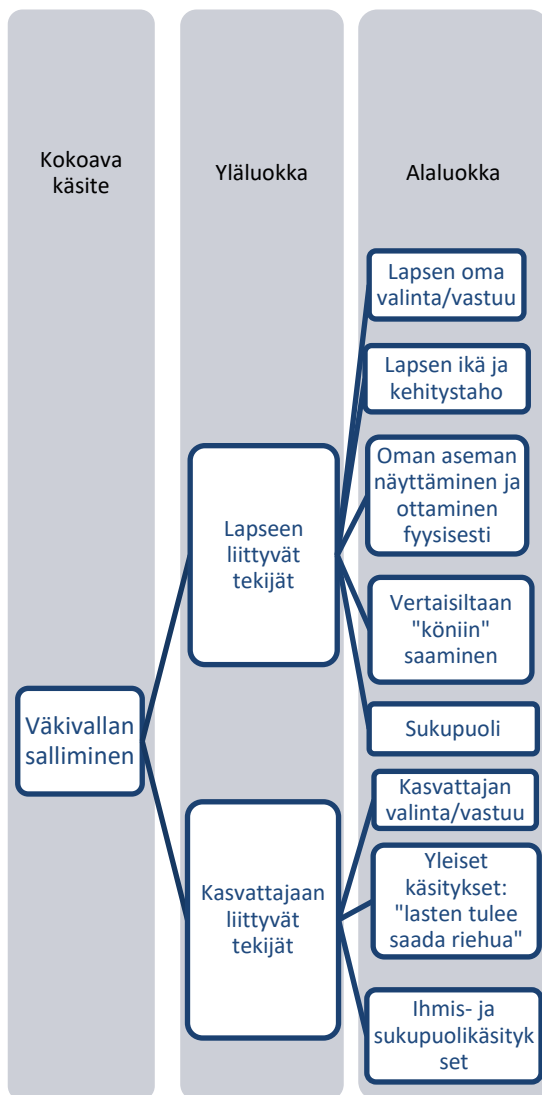 Kokoava
käsite
Yläluokka
Alaluokka
Lapsen oma
valinta/vastuu
Lapsen ikä ja
kehitystaho
Oman aseman
näyttäminen ja
ottaminen
fyysisesti
Lapseen
liittyvät
tekijät
Vertaisiltaan
"köniin"
saaminen
Sukupuoli
Väkivallan
salliminen
Kasvattajan
valinta/vastuu
Yleiset
käsitykset:
"lasten tulee
saada riehua"
Kasvattajaan
liittyvät
tekijät
Ihmis- ja
sukupuolikäsityk
set